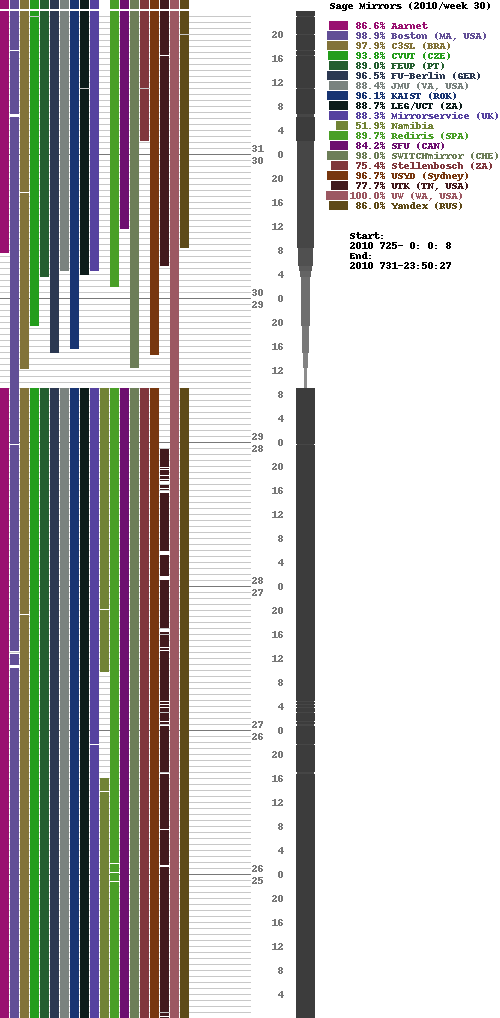 Sage Mirrors (2010/week 30)
86.6% Aarnet
98.9% Boston (MA, USA)
97.9% C3SL (BRA)
93.8% CVUT (CZE)
89.0% FEUP (PT)
96.5% FU-Berlin (GER)
88.4% JMU (VA, USA)
96.1% KAIST (ROK)
88.7% LEG/UCT (ZA)
88.3% Mirrorservice (UK)
51.9% Namibia
89.7% Rediris (SPA)
84.2% SFU (CAN)
98.0% SWITCHmirror (CHE)
75.4% Stellenbosch (ZA)
96.7% USYD (Sydney)
77.7% UTK (TN, USA)
100.0% UW (WA, USA)
86.0% Yandex (RUS)
Start:
2010 725- 0: 0: 8
End:
2010 731-23:50:27
20
16
12
8
4
31
0
30
20
16
12
8
4
30
0
29
20
16
12
8
4
29
0
28
20
16
12
8
4
28
0
27
20
16
12
8
4
27
0
26
20
16
12
8
4
26
0
25
20
16
12
8
4